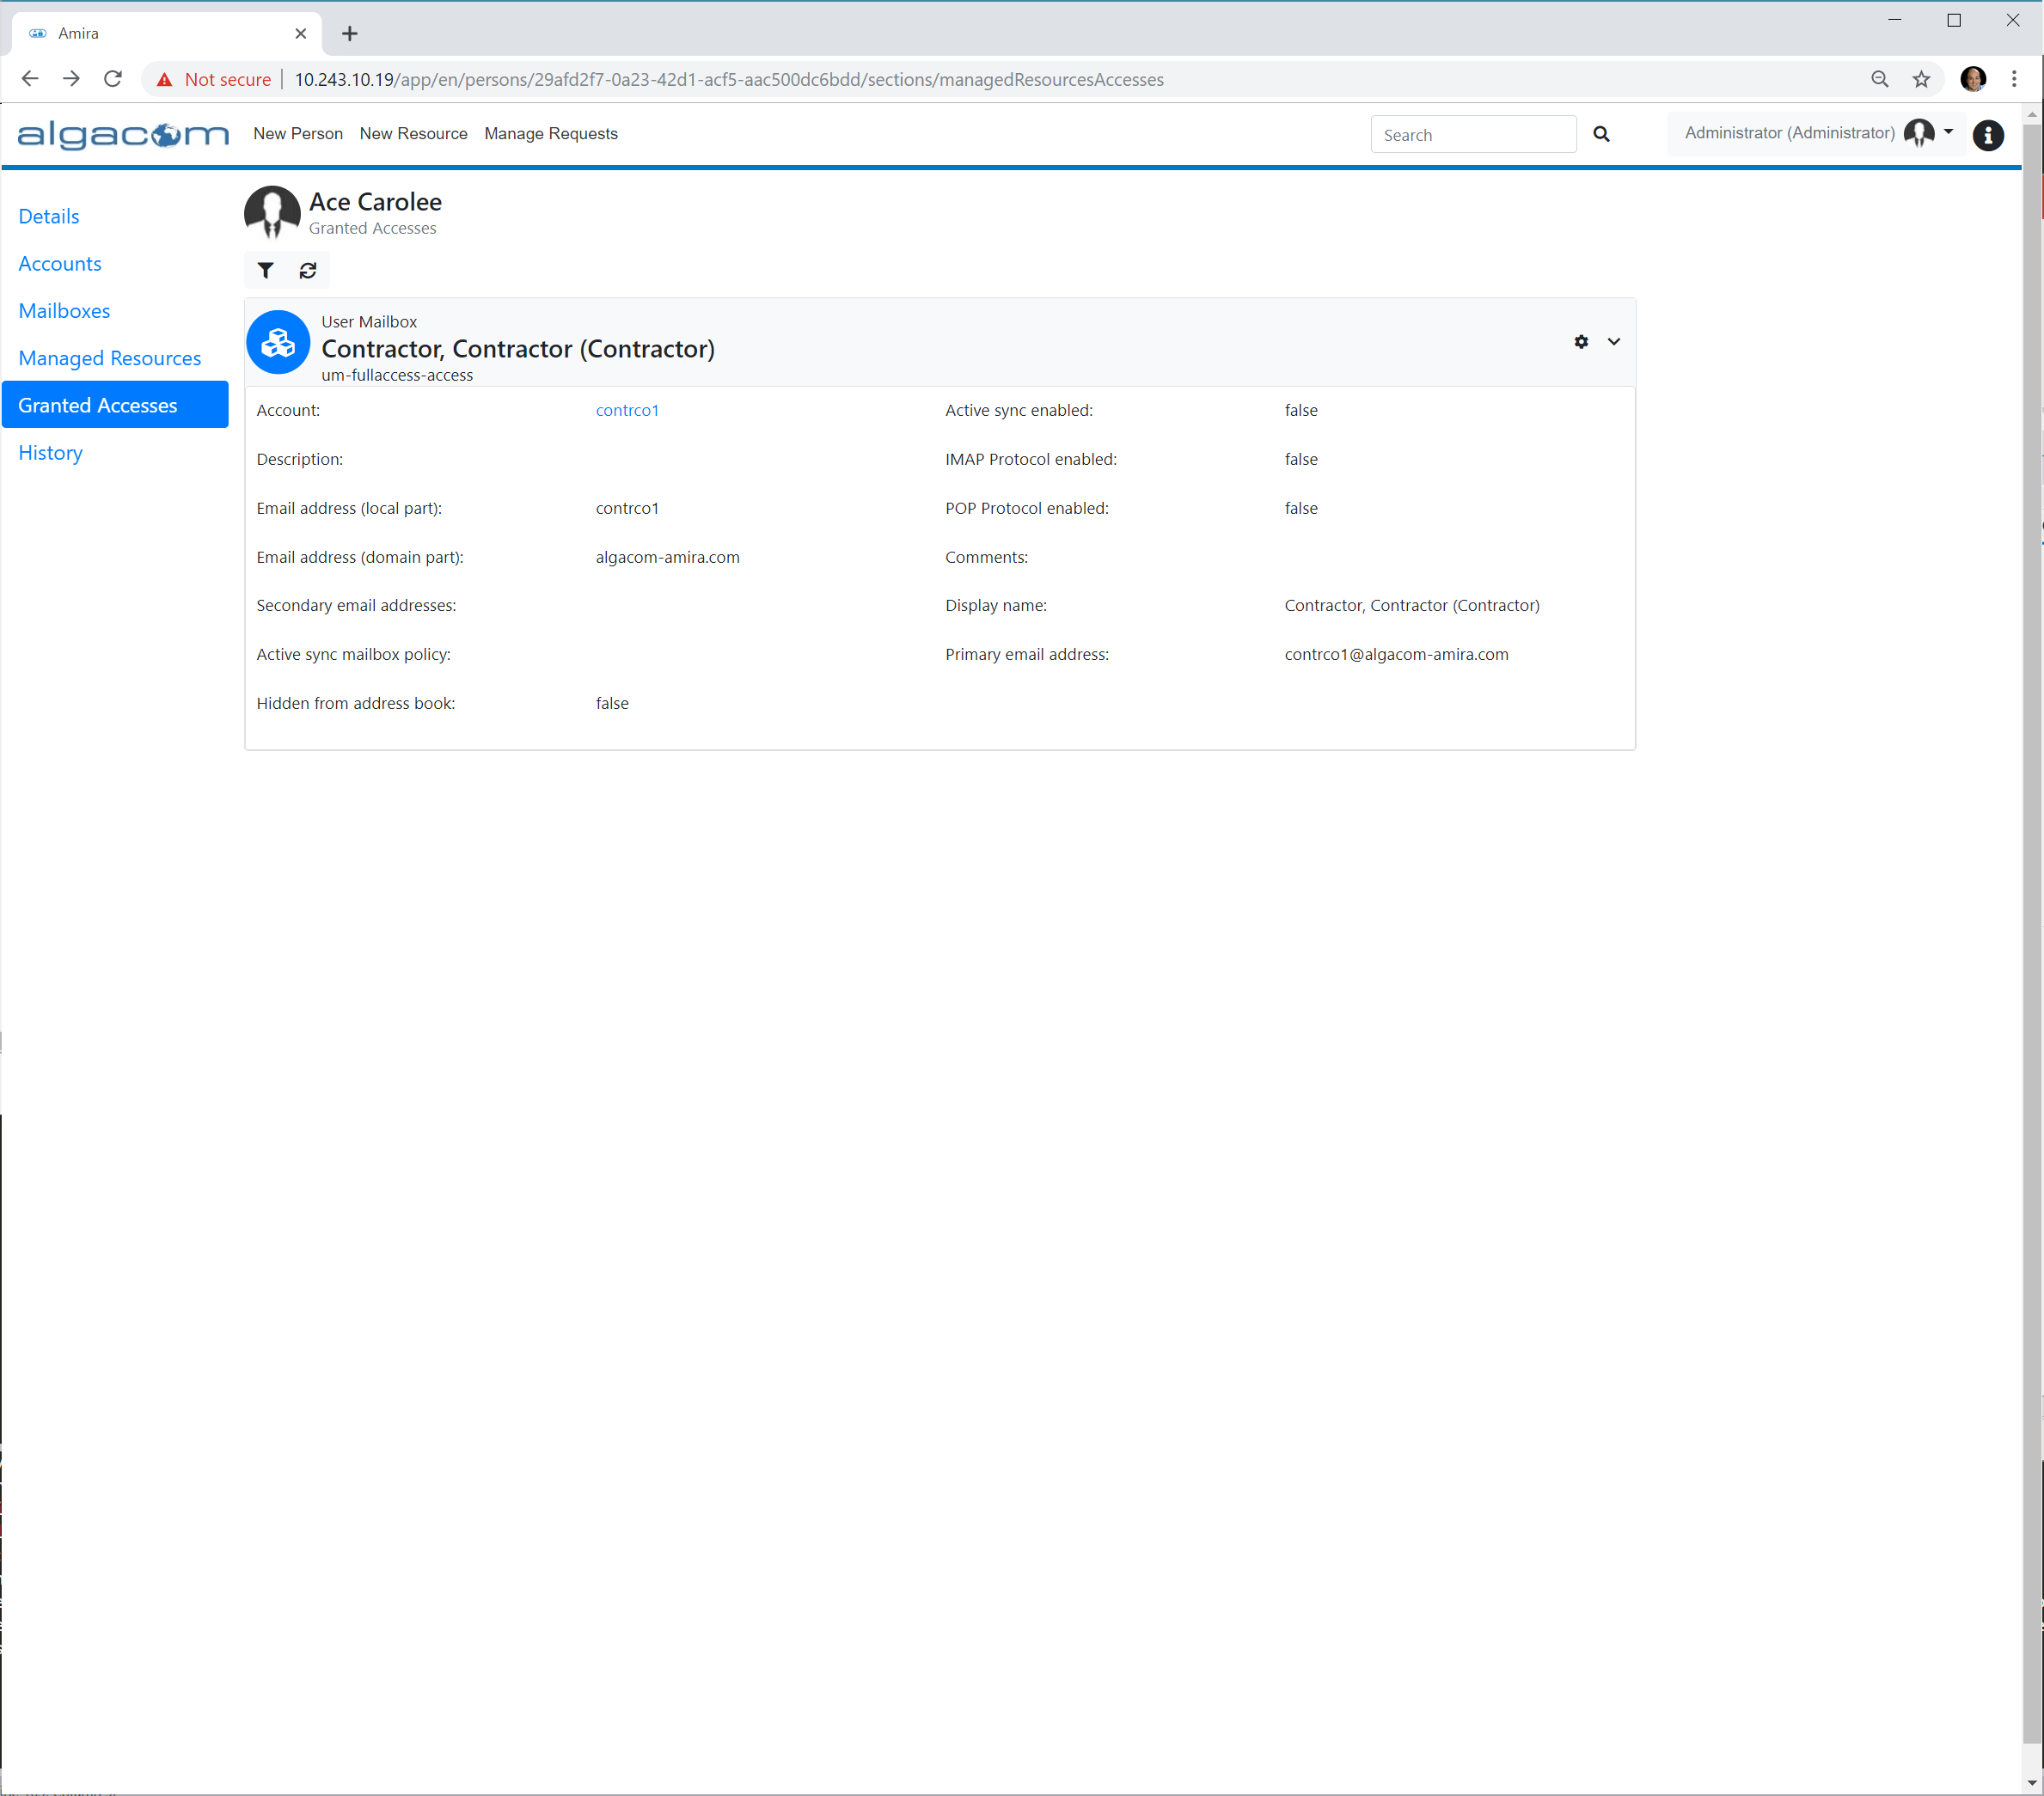 Amira
Not secure 10.243.10.19/app/en/persons/29afd2f7-0a23-42d1-acf5-aac500dc6bdd/sections/managedResourcesAccesses
algacom New Person New Resource Manage Requests Search Administrator (Administrator)
Details
Accounts
Mailboxes
Managed Resources
Granted Accesses
History
Ace Carolee
Granted Accesses
User Mailbox
Contractor, Contractor (Contractor)
um-fullaccess-access
Account: contrco1 Active sync enabled: false
Description: IMAP Protocol enabled: false
Email address (local part): contrco1 POP Protocol enabled: false
Email address (domain part): algacom-amira.com Comments:
Secondary email addresses: Display name: Contractor, Contractor (Contractor)
Active sync mailbox policy: Primary email address: contrco1@algacom-amira.com
Hidden from address book: false